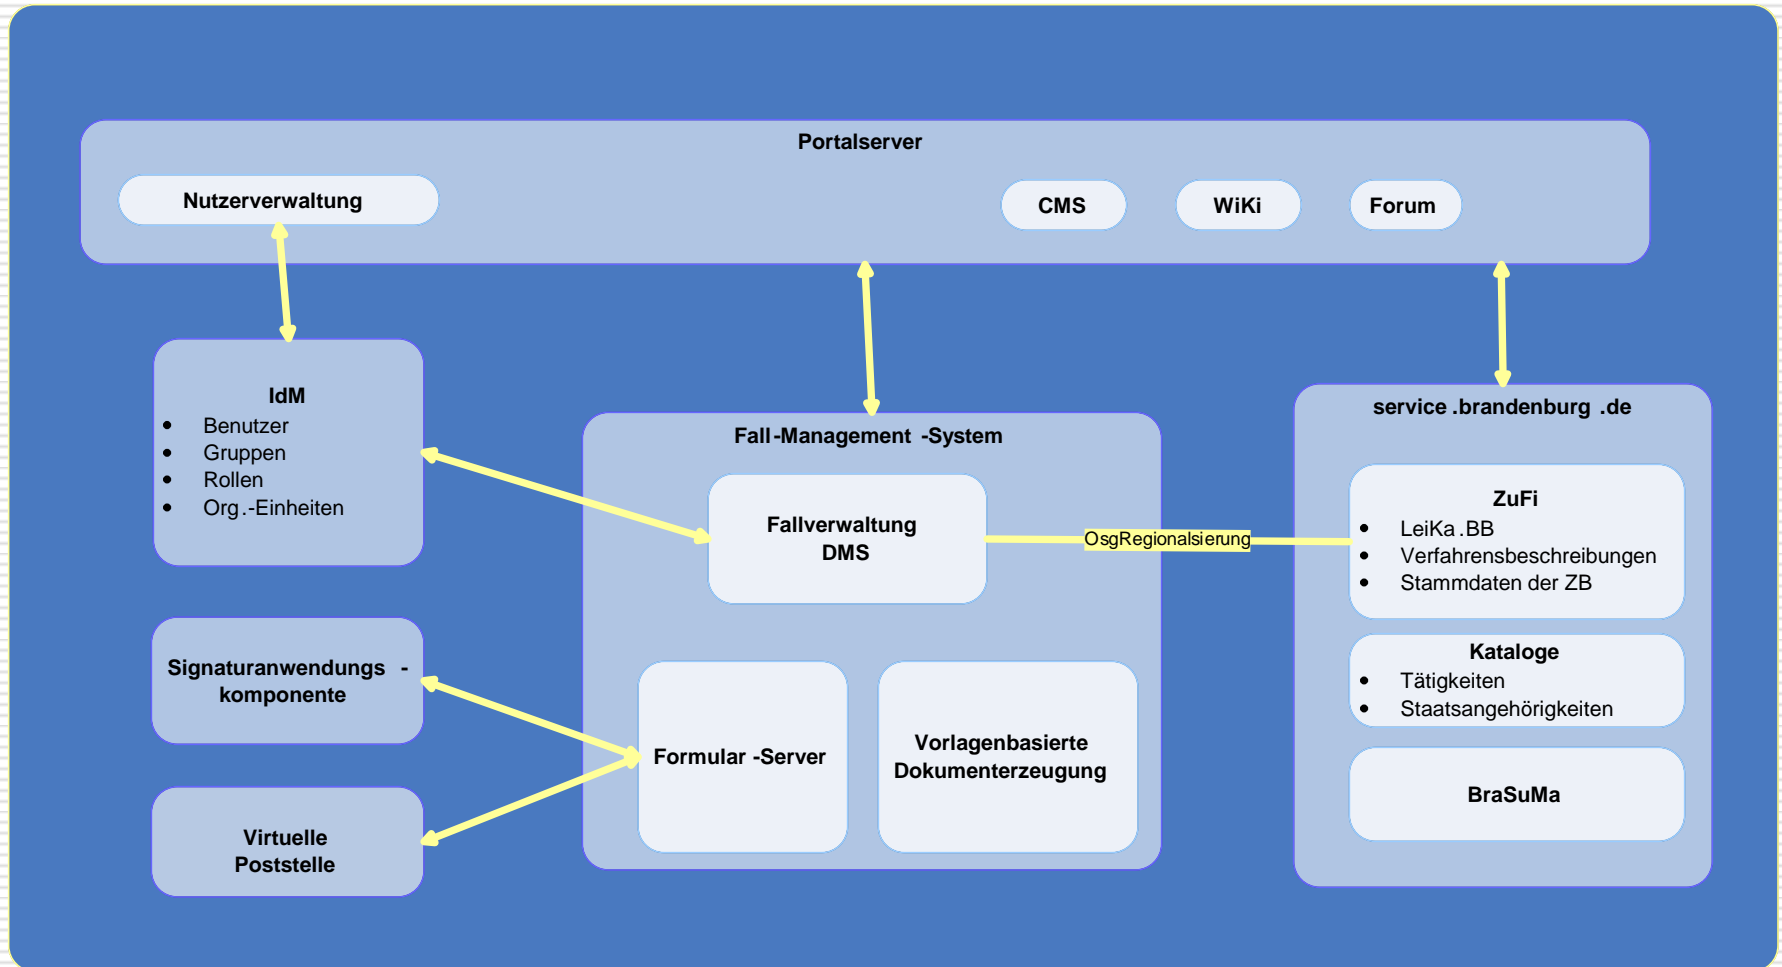 Portalserver
Nutzerverwaltung
CMS
WiKi
Forum
IdM
• Benutzer
• Gruppen
• Rollen
• Org.-Einheiten
Fall-Management -System
Fallverwaltung
DMS
OsgRegionalsierung
service .brandenburg .de
ZuFi
• LeiKa.BB
• Verfahrensbeschreibungen
• Stammdaten der ZB
Signaturanwendungs -
komponente
Formular -Server
Vorlagenbasierte
Dokumenterzeugung
Kataloge
• Tätigkeiten
• Staatsangehörigkeiten
BraSuMa
Virtuelle
Poststelle